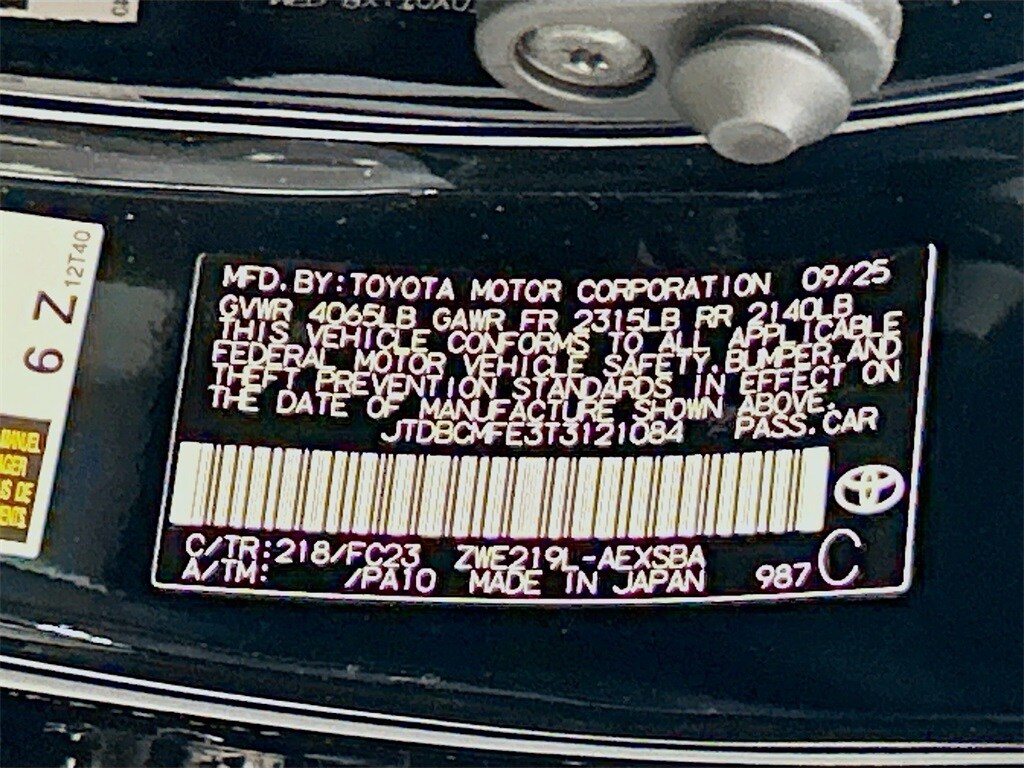 12T40
6 Z
MANUEL
MFD. BY: TOYOTA MOTOR CORPORATION 09/25
GVWR 4065LB GAWR FR 2315LB RR 2140LB
THIS VEHICLE CONFORMS TO ALL APPLICABLE
FEDERAL MOTOR VEHICLE SAFETY, BUMPER, AND
THEFT PREVENTION STANDARDS IN EFFECT ON
THE DATE OF MANUFACTURE SHOWN ABOVE.
JTDBCMFE3T3121084 PASS. CAR
C/TR: 218/FC23 ZWE219L-AEXSBA
A/TM: /PA10 MADE IN JAPAN 987 C